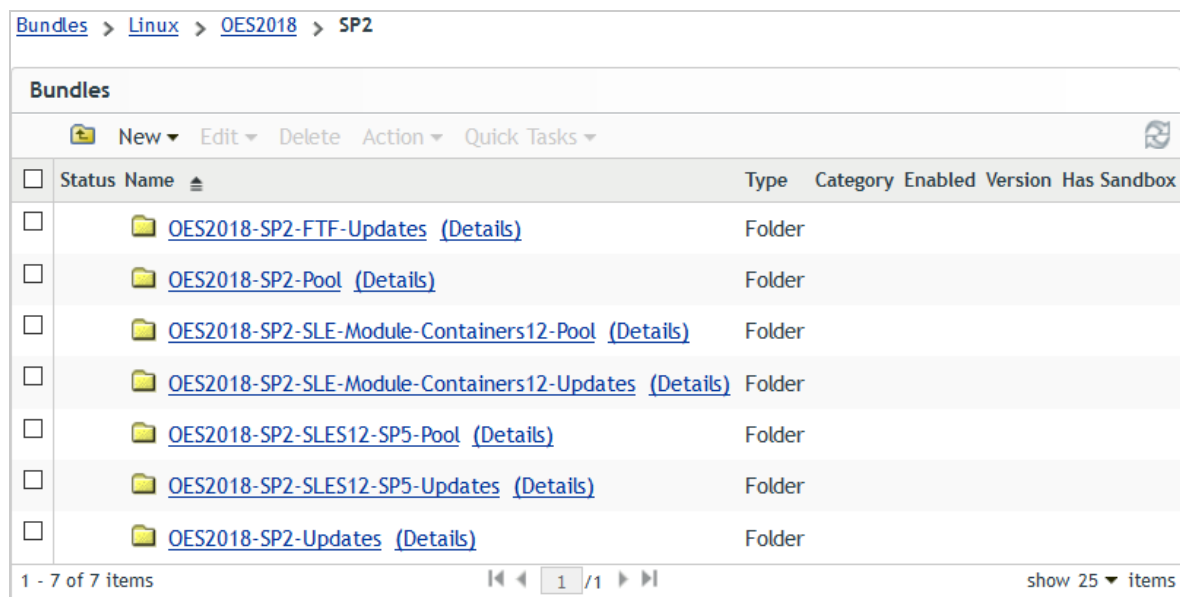 Bundles > Linux > OES2018 > SP2
Bundles
New Edit Delete Action Quick Tasks
Status Name Type Category Enabled Version Has Sandbox
OES2018-SP2-FTF-Updates (Details) Folder
OES2018-SP2-Pool (Details) Folder
OES2018-SP2-SLE-Module-Containers12-Pool (Details) Folder
OES2018-SP2-SLE-Module-Containers12-Updates (Details) Folder
OES2018-SP2-SLES12-SP5-Pool (Details) Folder
OES2018-SP2-SLES12-SP5-Updates (Details) Folder
OES2018-SP2-Updates (Details) Folder
1 - 7 of 7 items 1 /1 show 25 items